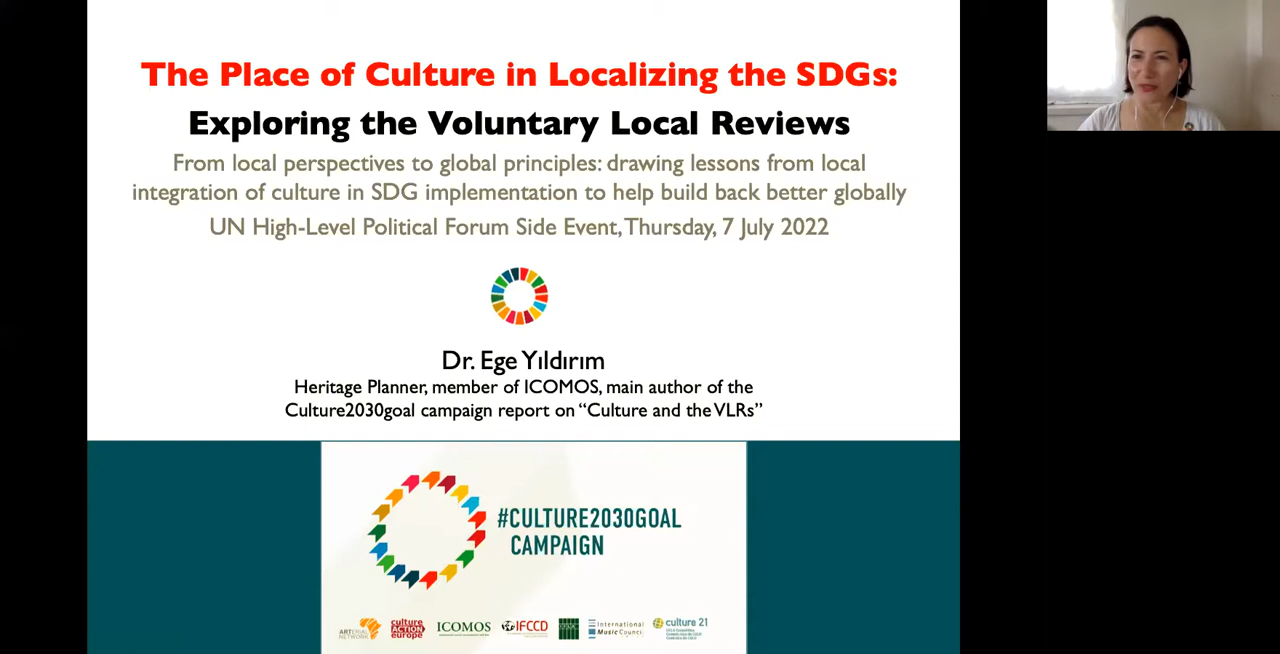 The Place of Culture in Localizing the SDGs:
Exploring the Voluntary Local Reviews
From local perspectives to global principles: drawing lessons from local
integration of culture in SDG implementation to help build back better globally
UN High-Level Political Forum Side Event, Thursday, 7 July 2022
Dr. Ege Yıldırım
Heritage Planner, member of ICOMOS, main author of the
Culture2030goal campaign report on “Culture and the VLRs”
#CULTURE2030GOAL
CAMPAIGN
ARTERIAL
NETWORK
culture
ACTION
europe
ICOMOS
IFCCD
International
Music Council
culture 21